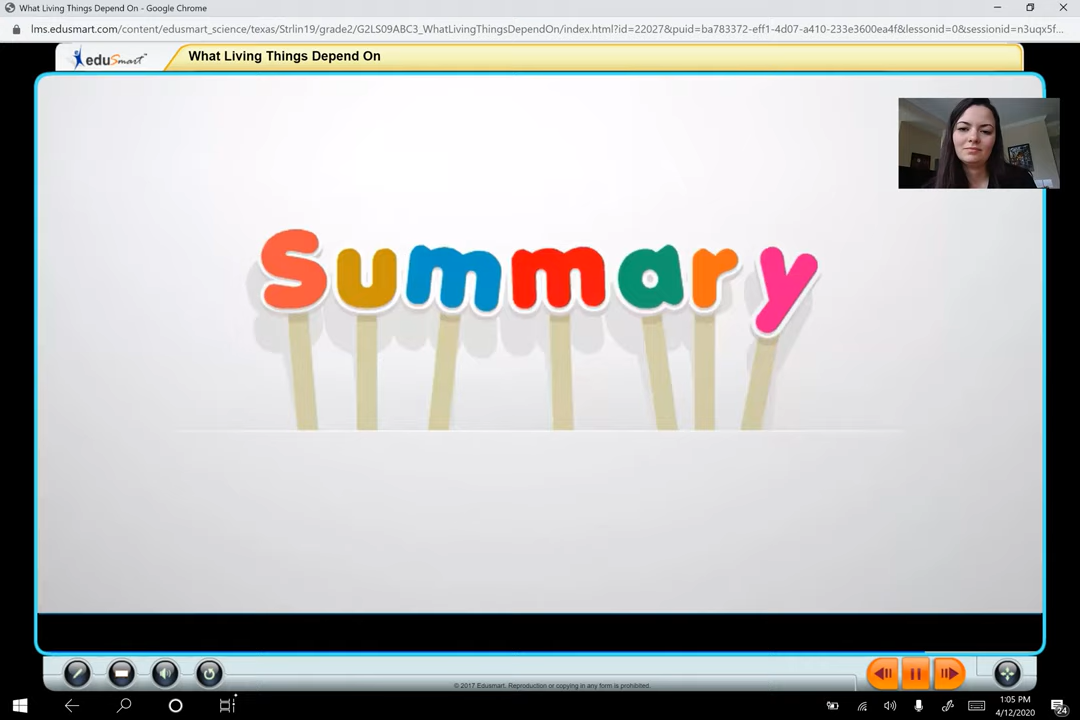 What Living Things Depend On - Google Chrome
lms.edusmart.com/content/edusmart_science/texas/Strlin19/grade2/G2LS09ABC3_WhatLivingThingsDependOn/index.html?id=22027&puid=ba783372-eff1-4d07-a410-233e3600ea4f&lessonid=0&sessionid=n3uqx5f...
eduSmart™
What Living Things Depend On
Summary
© 2017 Edusmart. Reproduction or copying in any form is prohibited.
1:05 PM
4/12/2020
24